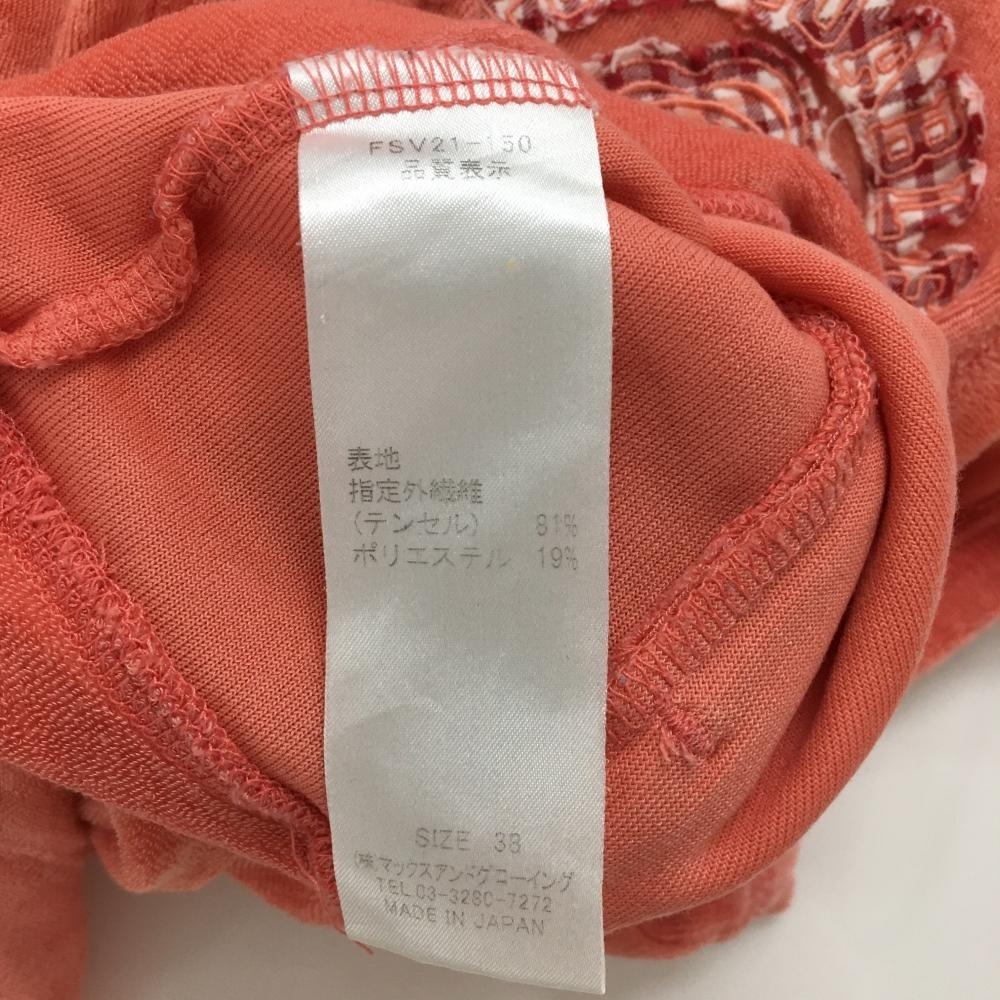 FSV21-150
品質表示
表地
指定外繊維
(テンセル) 81%
ポリエステル 19%
SIZE 38
(株)マックスアンドグローイング
TEL.03-3280-7272
MADE IN JAPAN